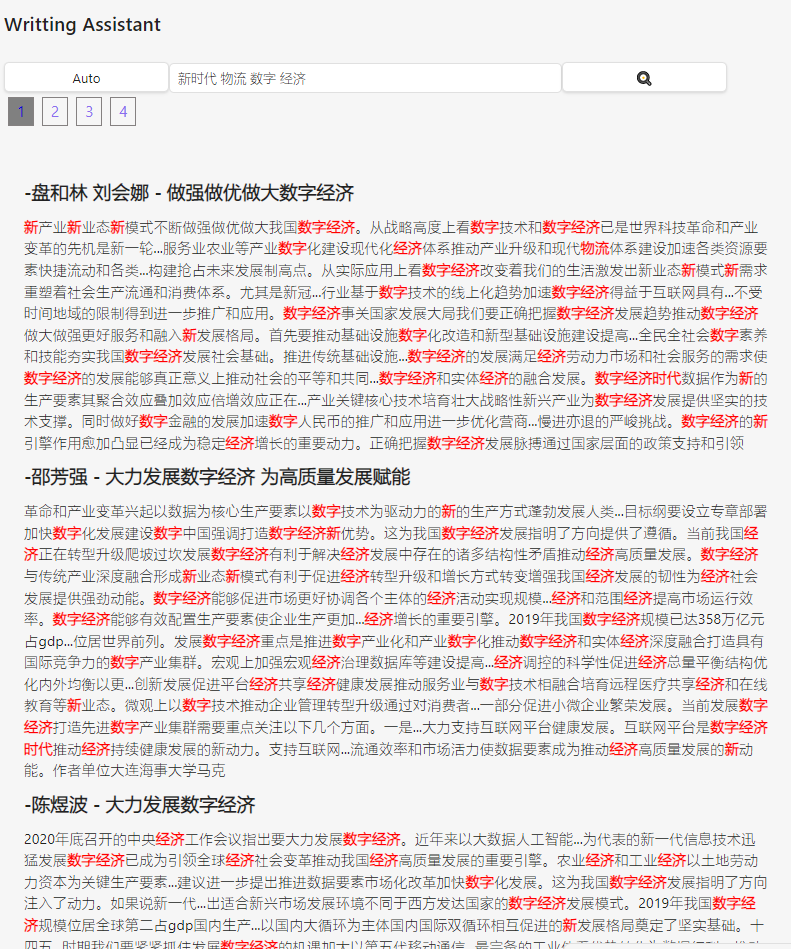 Writting Assistant
Auto
新时代 物流 数字 经济
1 2 3 4
-盘和林 刘会娜 - 做强做优做大数字经济
新产业新业态新模式不断做强做优做大我国数字经济。从战略高度上看数字技术和数字经济已是世界科技革命和产业
变革的先机是新一轮...服务业农业等产业数字化建设现代化经济体系推动产业升级和现代物流体系建设加速各类资源要
素快捷流动和各类...构建抢占未来发展制高点。从实际应用上看数字经济改变着我们的生活激发出新业态新模式新需求
重塑着社会生产流通和消费体系。尤其是新冠...行业基于数字技术的线上化趋势加速数字经济得益于互联网具有...不受
时间地域的限制得到进一步推广和应用。数字经济事关国家发展大局我们要正确把握数字经济发展趋势推动数字经济
做大做强更好服务和融入新发展格局。首先要推动基础设施数字化改造和新型基础设施建设提高...全民全社会数字素养
和技能夯实我国数字经济发展社会基础。推进传统基础设施...数字经济的发展满足经济劳动力市场和社会服务的需求使
数字经济的发展能够真正意义上推动社会的平等和共同...数字经济和实体经济的融合发展。数字经济时代数据作为新的
生产要素其聚合效应叠加效应倍增效应正在...产业关键核心技术培育壮大战略性新兴产业为数字经济发展提供坚实的技
术支撑。同时做好数字金融的发展加速数字人民币的推广和应用进一步优化营商...慢进亦退的严峻挑战。数字经济的新
引擎作用愈加凸显已经成为稳定经济增长的重要动力。正确把握数字经济发展脉搏通过国家层面的政策支持和引领
-邵芳强 - 大力发展数字经济 为高质量发展赋能
革命和产业变革兴起以数据为核心生产要素以数字技术为驱动力的新的生产方式蓬勃发展人类...目标纲要设立专章部署
加快数字化发展建设数字中国强调打造数字经济新优势。这为我国数字经济发展指明了方向提供了遵循。当前我国经
济正在转型升级爬坡过坎发展数字经济有利于解决经济发展中存在的诸多结构性矛盾推动经济高质量发展。数字经济
与传统产业深度融合形成新业态新模式有利于促进经济转型升级和增长方式转变增强我国经济发展的韧性为经济社会
发展提供强劲动能。数字经济能够促进市场更好协调各个主体的经济活动实现规模...经济和范围经济提高市场运行效
率。数字经济能够有效配置生产要素使企业生产更加...经济增长的重要引擎。2019年我国数字经济规模已达358万亿元
占gdp...位居世界前列。发展数字经济重点是推进数字产业化和产业数字化推动数字经济和实体经济深度融合打造具有
国际竞争力的数字产业集群。宏观上加强宏观经济治理数据库等建设提高...经济调控的科学性促进经济总量平衡结构优
化内外均衡以更...创新发展促进平台经济共享经济健康发展推动服务业与数字技术相融合培育远程医疗共享经济和在线
教育等新业态。微观上以数字技术推动企业管理转型升级通过对消费者...一部分促进小微企业繁荣发展。当前发展数字
经济打造先进数字产业集群需要重点关注以下几个方面。一是...大力支持互联网平台健康发展。互联网平台是数字经济
时代推动经济持续健康发展的新动力。支持互联网...流通效率和市场活力使数据要素成为推动经济高质量发展的新动
能。作者单位大连海事大学马克
-陈煜波 - 大力发展数字经济
2020年底召开的中央经济工作会议指出要大力发展数字经济。近年来以大数据人工智能...为代表的新一代信息技术迅
猛发展数字经济已成为引领全球经济社会变革推动我国经济高质量发展的重要引擎。农业经济和工业经济以土地劳动
力资本为关键生产要素...建议进一步提出推进数据要素市场化改革加快数字化发展。这为我国数字经济发展指明了方向
注入了动力。如果说新一代...出适合新兴市场发展环境不同于西方发达国家的数字经济发展模式。2019年我国数字经
济规模位居全球第二占gdp国内生产...以国内大循环为主体国内国际双循环相互促进的新发展格局奠定了坚实基础。十
四五 时期我们要紧紧抓住发展数字经济的机遇加大以第五代移动通信